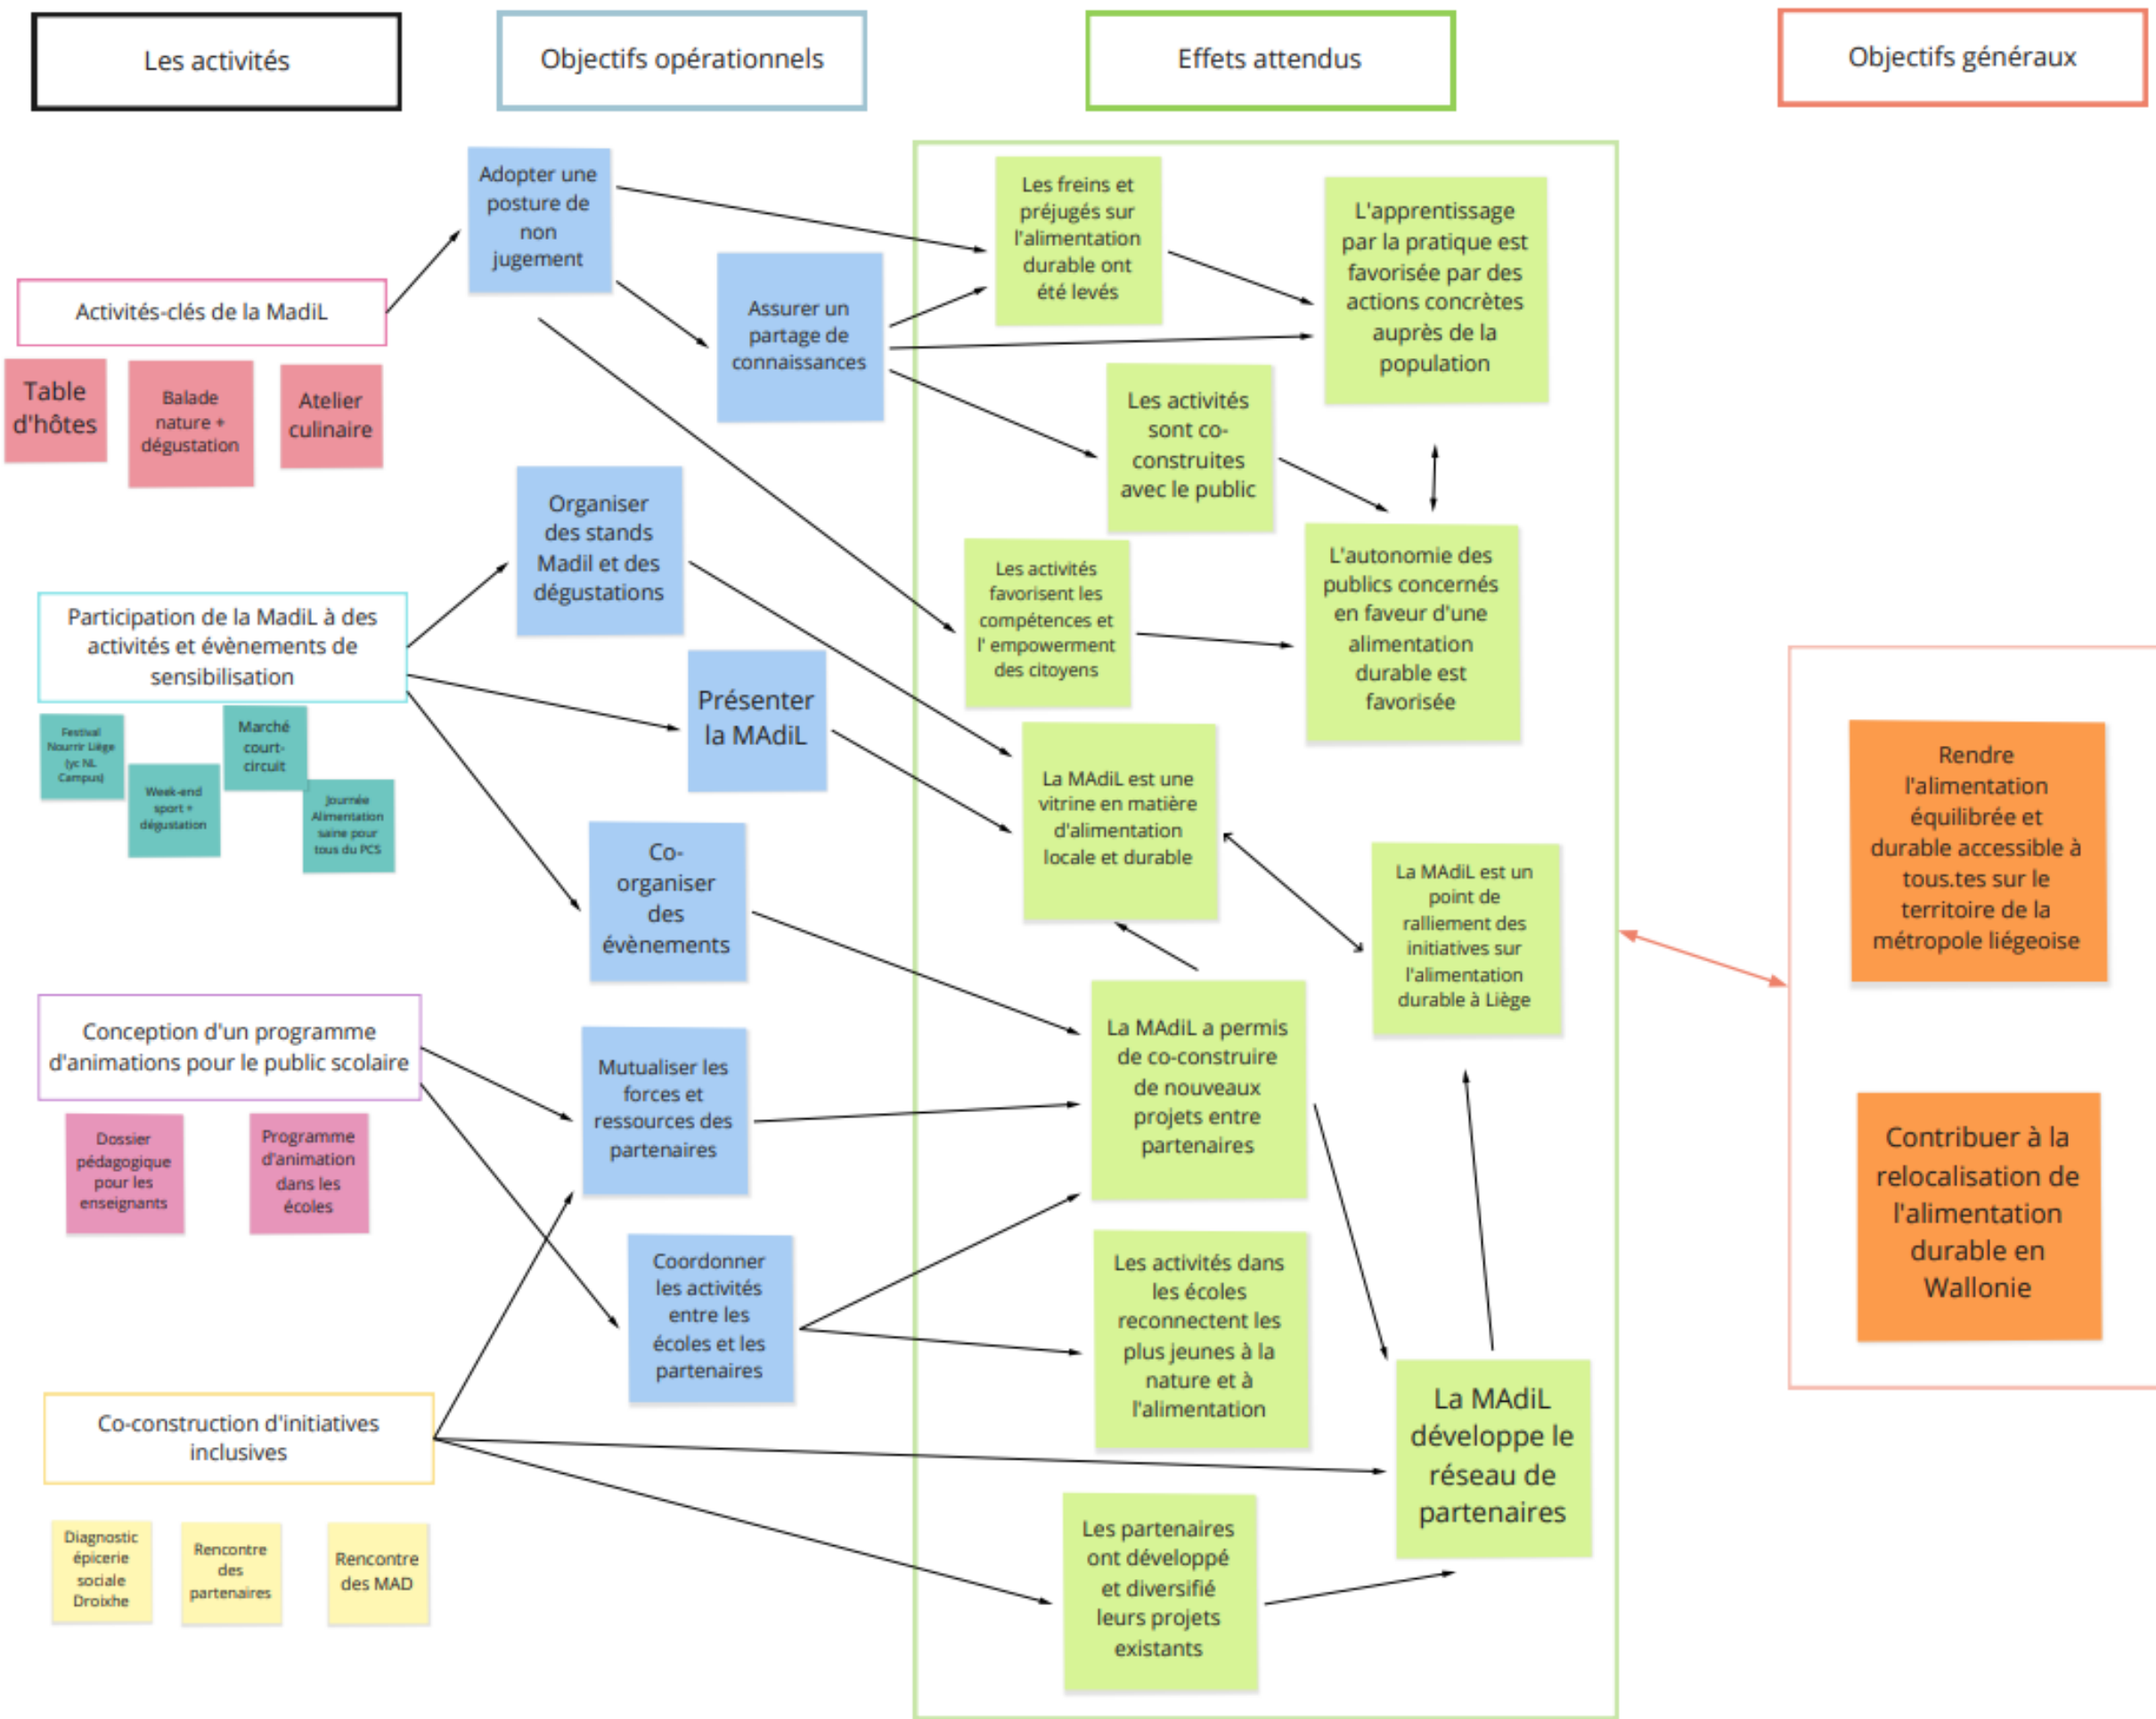 Les activités
Objectifs opérationnels
Effets attendus
Objectifs généraux
Activités-clés de la MadiL
Table
d'hôtes
Balade
nature +
dégustation
Atelier
culinaire
Participation de la MadiL à des
activités et évènements de
sensibilisation
Festival
Nourrir Liège
(yc NL
Campus)
Week-end
sport +
dégustation
Marché
court-
circuit
Journée
Alimentation
saine pour
tous du PCS
Conception d'un programme
d'animations pour le public scolaire
Dossier
pédagogique
pour les
enseignants
Programme
d'animation
dans les
écoles
Co-construction d'initiatives
inclusives
Diagnostic
épicerie
sociale
Droixhe
Rencontre
des
partenaires
Rencontre
des MAD
Adopter une
posture de
non
jugement
Assurer un
partage de
connaissances
Organiser
des stands
Madil et des
dégustations
Présenter
la MAdiL
Co-
organiser
des
évènements
Mutualiser les
forces et
ressources des
partenaires
Coordonner
les activités
entre les
écoles et les
partenaires
Les freins et
préjugés sur
l'alimentation
durable ont
été levés
L'apprentissage
par la pratique est
favorisée par des
actions concrètes
auprès de la
population
Les activités
sont co-
construites
avec le public
Les activités
favorisent les
compétences et
l' empowerment
des citoyens
L'autonomie des
publics concernés
en faveur d'une
alimentation
durable est
favorisée
La MAdiL est une
vitrine en matière
d'alimentation
locale et durable
La MAdiL est un
point de
ralliement des
initiatives sur
l'alimentation
durable à Liège
La MAdiL a permis
de co-construire
de nouveaux
projets entre
partenaires
Les activités dans
les écoles
reconnectent les
plus jeunes à la
nature et à
l'alimentation
La MAdiL
développe le
réseau de
partenaires
Les partenaires
ont développé
et diversifié
leurs projets
existants
Rendre
l'alimentation
équilibrée et
durable accessible à
tous.tes sur le
territoire de la
métropole liégeoise
Contribuer à la
relocalisation de
l'alimentation
durable en
Wallonie